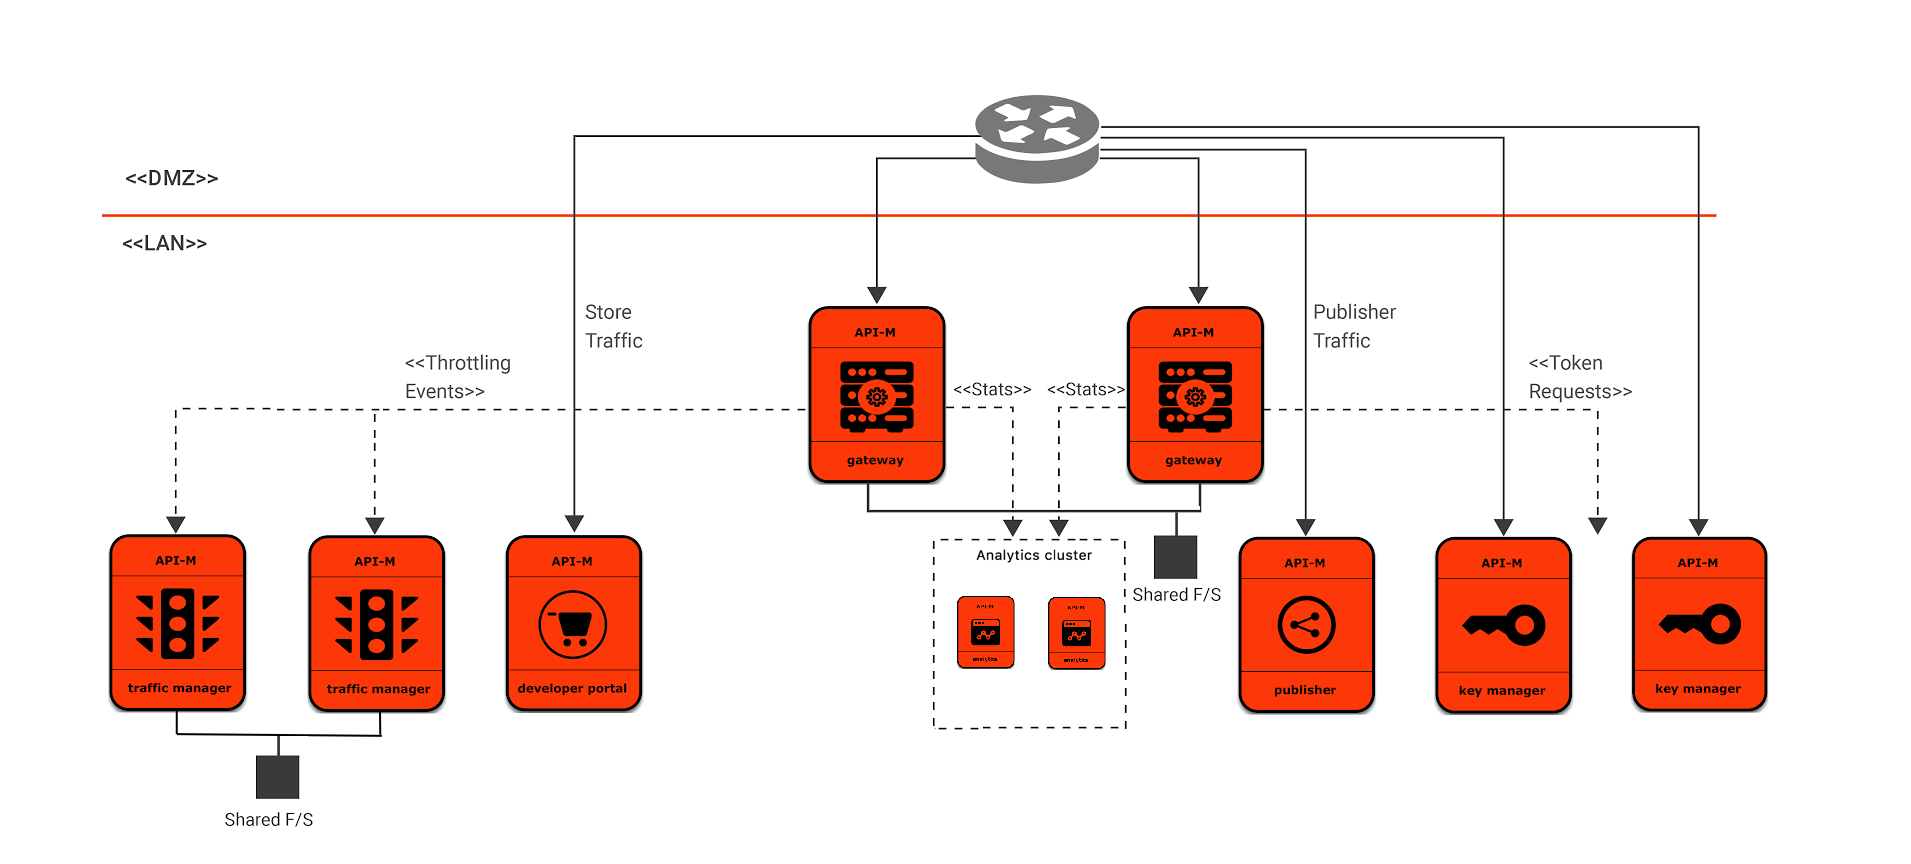 <<DMZ>>
<<LAN>>
Store
Traffic
Publisher
Traffic
<<Throttling
Events>>
<<Stats>>
<<Stats>>
<<Token
Requests>>
API-M
gateway
API-M
gateway
API-M
traffic manager
API-M
traffic manager
API-M
developer portal
Analytics cluster
API-M
analytics
API-M
analytics
Shared F/S
API-M
publisher
API-M
key manager
API-M
key manager
Shared F/S